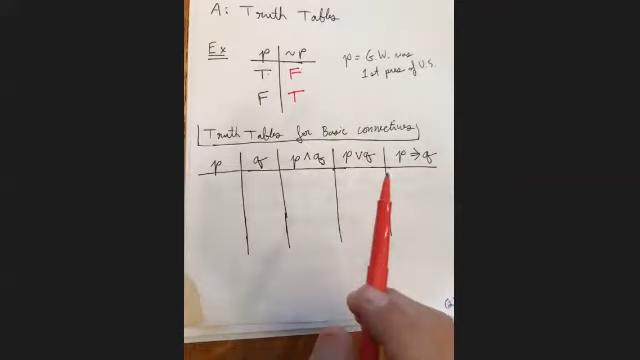 A: Truth Tables
Ex
p ~p
T F
F T
p = G.W. was
1st pres of U.S.
Truth Tables for Basic connectives
p q p ∧ q p ∨ q p ⇒ q